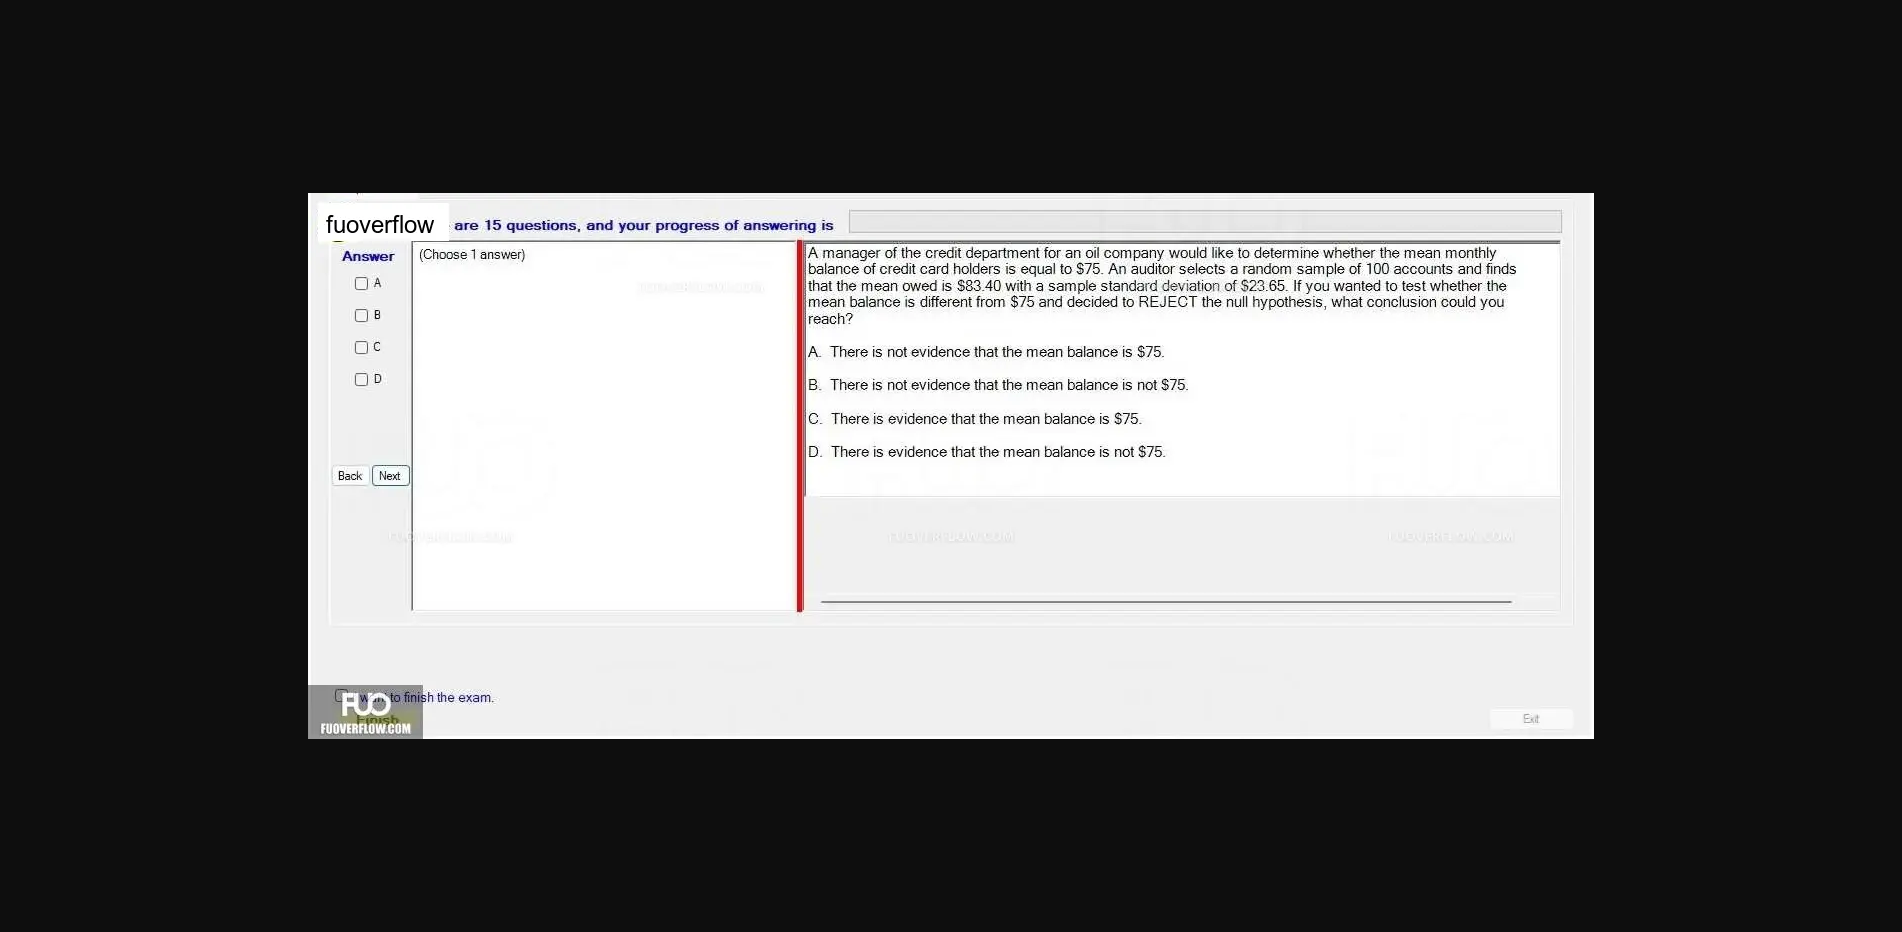 fuoverflow
are 15 questions, and your progress of answering is
Answer
(Choose 1 answer)
A
B
C
D
Back
Next
A manager of the credit department for an oil company would like to determine whether the mean monthly
balance of credit card holders is equal to $75. An auditor selects a random sample of 100 accounts and finds
that the mean owed is $83.40 with a sample standard deviation of $23.65. If you wanted to test whether the
mean balance is different from $75 and decided to REJECT the null hypothesis, what conclusion could you
reach?
A. There is not evidence that the mean balance is $75.
B. There is not evidence that the mean balance is not $75.
C. There is evidence that the mean balance is $75.
D. There is evidence that the mean balance is not $75.
FUOVERFLOW.COM
FUOVERFLOW.COM
want to finish the exam.
Finish
FUO
FUOVERFLOW.COM
Exit